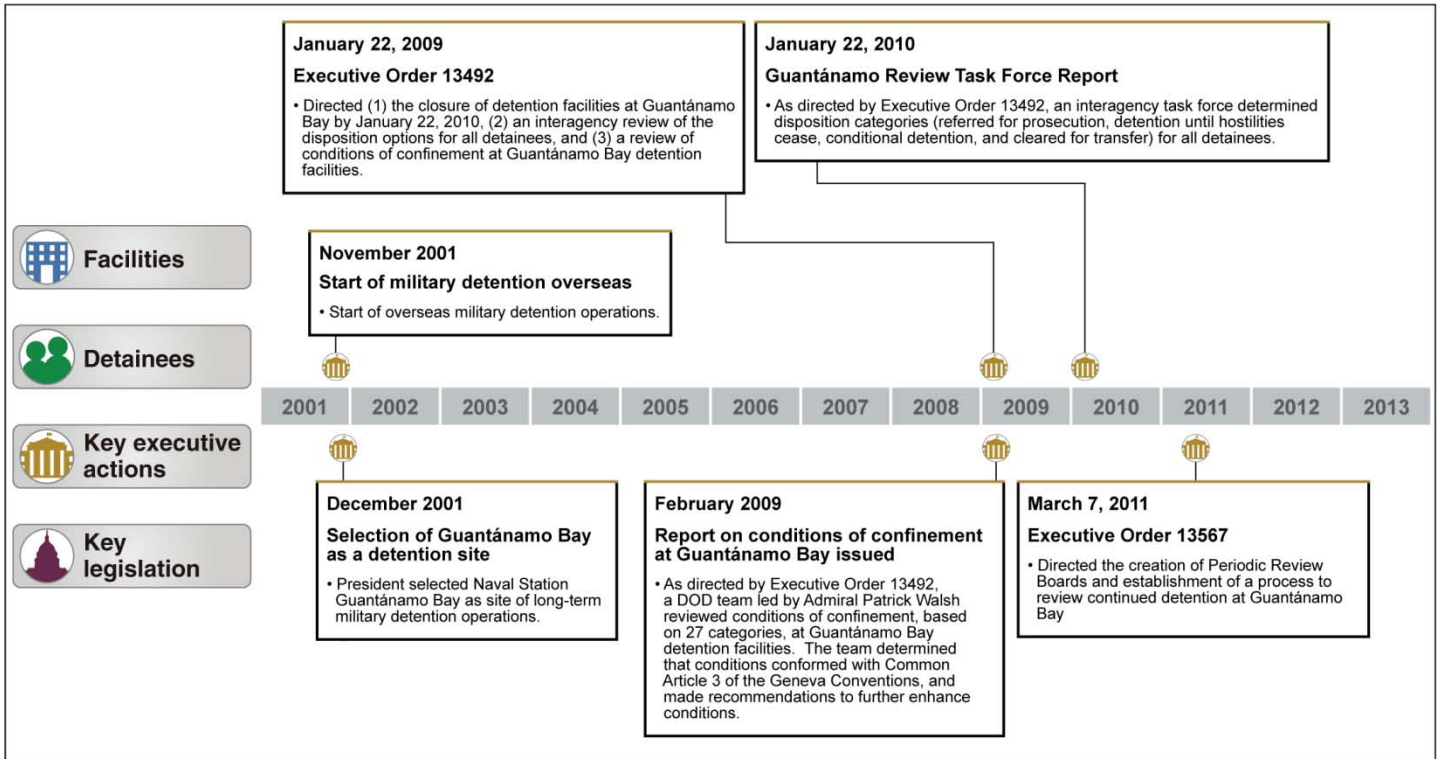 January 22, 2009
Executive Order 13492
• Directed (1) the closure of detention facilities at Guantánamo
Bay by January 22, 2010, (2) an interagency review of the
disposition options for all detainees, and (3) a review of
conditions of confinement at Guantánamo Bay detention
facilities.
January 22, 2010
Guantánamo Review Task Force Report
• As directed by Executive Order 13492, an interagency task force determined
disposition categories (referred for prosecution, detention until hostilities
cease, conditional detention, and cleared for transfer) for all detainees.
Facilities
Detainees
Key executive
actions
Key
legislation
November 2001
Start of military detention overseas
• Start of overseas military detention operations.
2001 2002 2003 2004 2005 2006 2007 2008 2009 2010 2011 2012 2013
December 2001
Selection of Guantánamo Bay
as a detention site
• President selected Naval Station
Guantánamo Bay as site of long-term
military detention operations.
February 2009
Report on conditions of confinement
at Guantánamo Bay issued
• As directed by Executive Order 13492,
a DOD team led by Admiral Patrick Walsh
reviewed conditions of confinement, based
on 27 categories, at Guantánamo Bay
detention facilities. The team determined
that conditions conformed with Common
Article 3 of the Geneva Conventions, and
made recommendations to further enhance
conditions.
March 7, 2011
Executive Order 13567
• Directed the creation of Periodic Review
Boards and establishment of a process to
review continued detention at Guantánamo
Bay